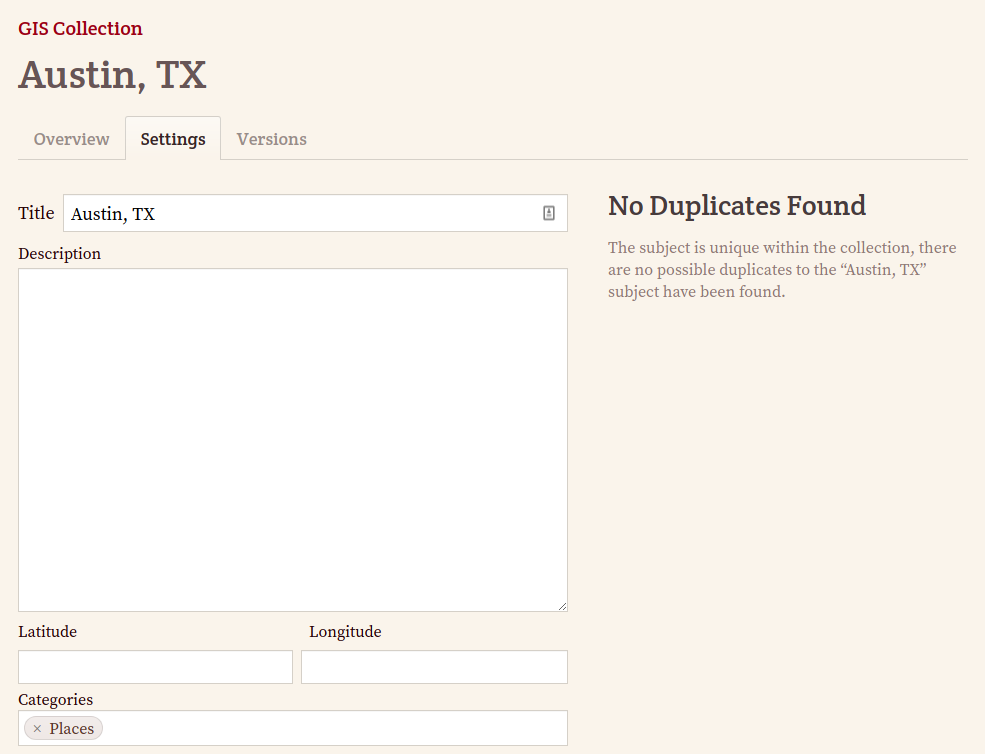 GIS Collection
Austin, TX
Overview Settings Versions
Title Austin, TX
Description
Latitude Longitude
Categories
× Places
No Duplicates Found
The subject is unique within the collection, there
are no possible duplicates to the “Austin, TX”
subject have been found.